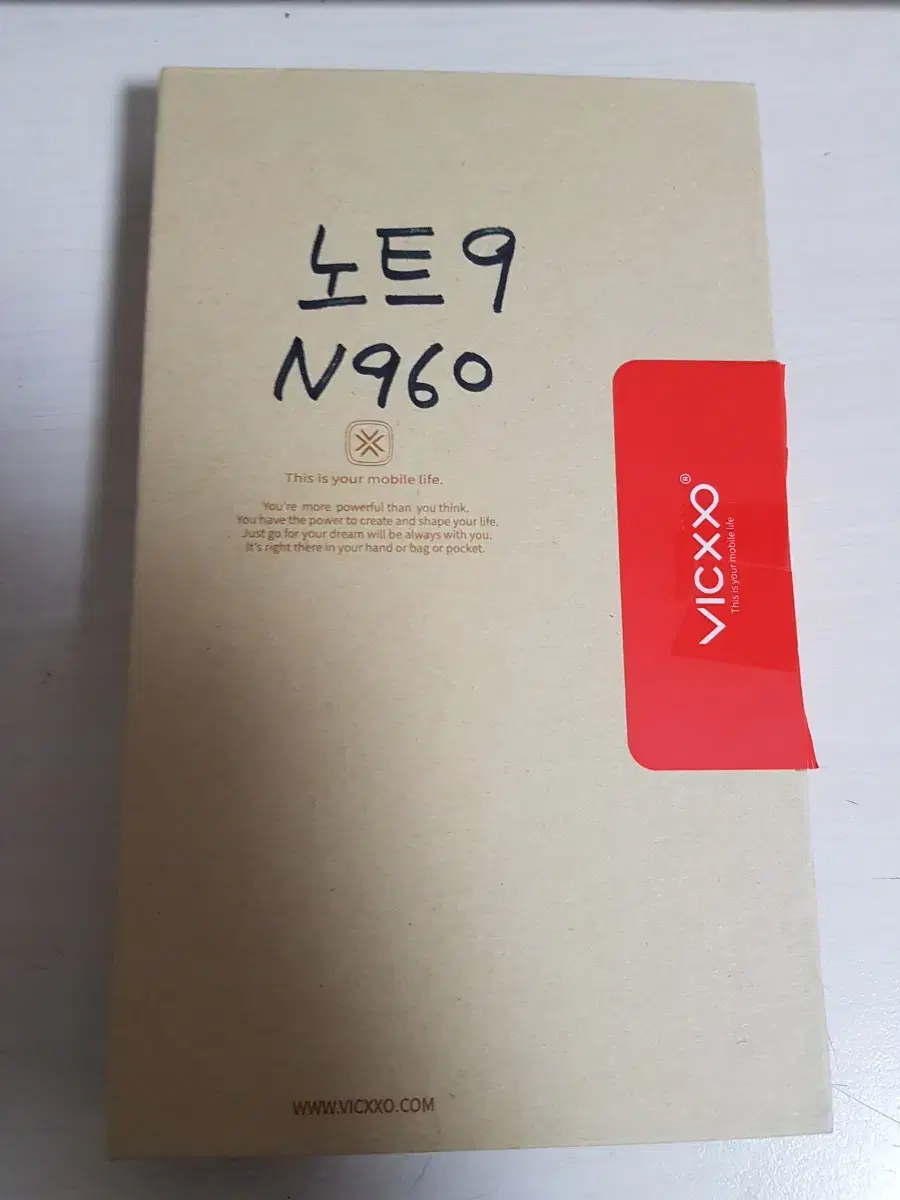 노트9
N960
This is your mobile life.
You're more powerful than you think.
You have the power to create and shape your life.
Just go for your dream will be always with you.
It's right there in your hand or bag or pocket.
VICXXO®
This is your mobile life
WWW.VICXXO.COM